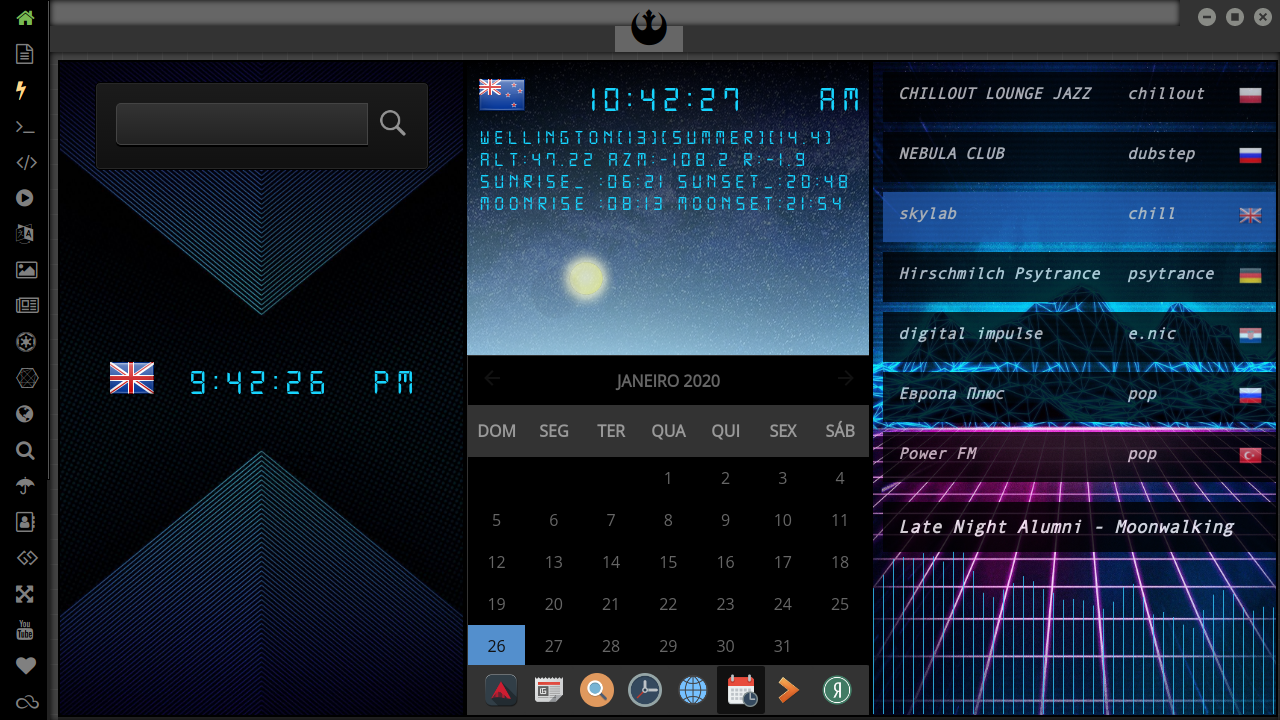 10:42:27 AM
WELLINGTON[13][SUMMER][14.4]
ALT:47.22 AZM:-108.2 R:-1.9
SUNRISE_ :06:21 SUNSET_:20:48
MOONRISE :08:13 MOONSET:21:54
9:42:26 PM
JANEIRO 2020
DOM SEG TER QUA QUI SEX SÁB
1 2 3 4
5 6 7 8 9 10 11
12 13 14 15 16 17 18
19 20 21 22 23 24 25
26 27 28 29 30 31
CHILLOUT LOUNGE JAZZ chillout
NEBULA CLUB dubstep
skylab chill
Hirschmilch Psytrance psytrance
digital impulse e.nic
Европа Плюс pop
Power FM pop
Late Night Alumni - Moonwalking
You
Tube
Я